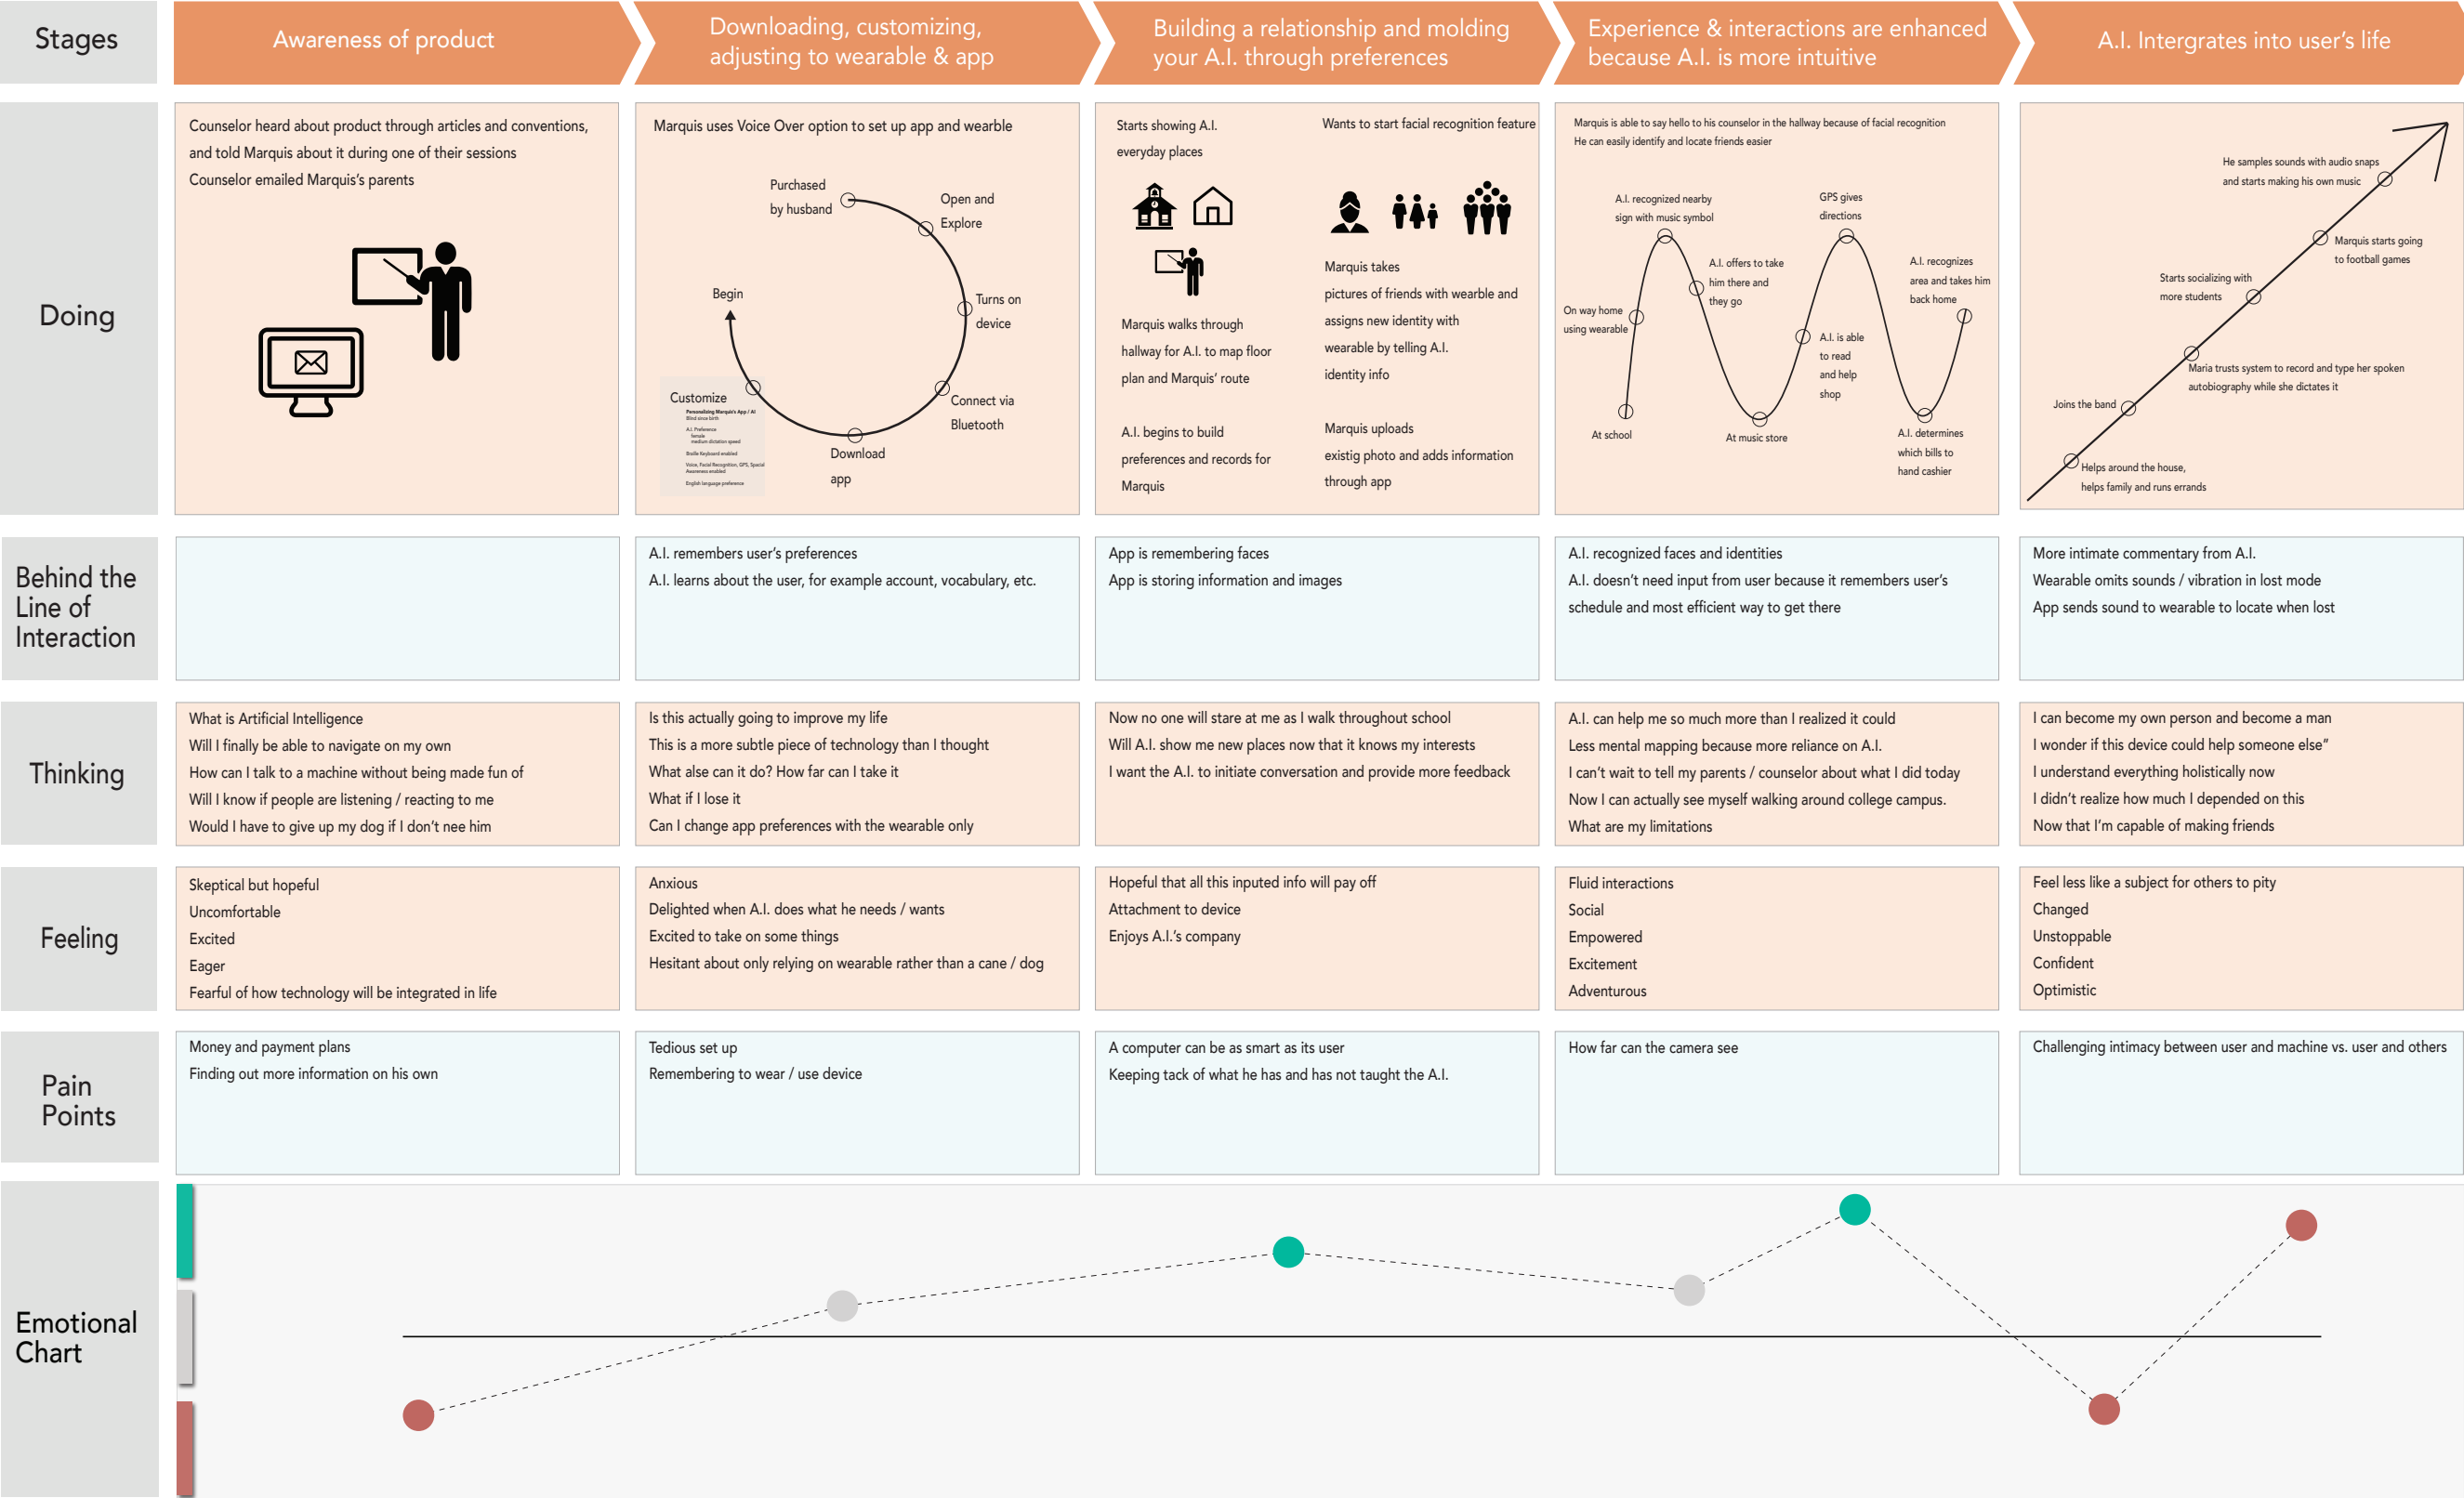 Stages
Awareness of product
Downloading, customizing,
adjusting to wearable & app
Building a relationship and molding
your A.I. through preferences
Experience & interactions are enhanced
because A.I. is more intuitive
A.I. Intergrates into user's life
Doing
Counselor heard about product through articles and conventions,
and told Marquis about it during one of their sessions
Counselor emailed Marquis's parents
Marquis uses Voice Over option to set up app and wearble
Purchased
by husband
Open and
Explore
Turns on
device
Connect via
Bluetooth
Download
app
Customize
Personalizing Marquis's App / AI
Blind since birth
A.I. Preference
female
medium dictation speed
Braille Keyboard enabled
Voice, Facial Recognition, GPS, Spacial
Awareness enabled
English language preference
Begin
Starts showing A.I.
everyday places
Marquis walks through
hallway for A.I. to map floor
plan and Marquis' route
A.I. begins to build
preferences and records for
Marquis
Wants to start facial recognition feature
Marquis takes
pictures of friends with wearble and
assigns new identity with
wearable by telling A.I.
identity info
Marquis uploads
existig photo and adds information
through app
Marquis is able to say hello to his counselor in the hallway because of facial recognition
He can easily identify and locate friends easier
At school
On way home
using wearable
A.I. recognized nearby
sign with music symbol
A.I. offers to take
him there and
they go
At music store
A.I. is able
to read
and help
shop
GPS gives
directions
A.I. determines
which bills to
hand cashier
A.I. recognizes
area and takes him
back home
He samples sounds with audio snaps
and starts making his own music
Marquis starts going
to football games
Starts socializing with
more students
Maria trusts system to record and type her spoken
autobiography while she dictates it
Joins the band
Helps around the house,
helps family and runs errands
Behind the
Line of
Interaction
A.I. remembers user's preferences
A.I. learns about the user, for example account, vocabulary, etc.
App is remembering faces
App is storing information and images
A.I. recognized faces and identities
A.I. doesn't need input from user because it remembers user's
schedule and most efficient way to get there
More intimate commentary from A.I.
Wearable omits sounds / vibration in lost mode
App sends sound to wearable to locate when lost
Thinking
What is Artificial Intelligence
Will I finally be able to navigate on my own
How can I talk to a machine without being made fun of
Will I know if people are listening / reacting to me
Would I have to give up my dog if I don't nee him
Is this actually going to improve my life
This is a more subtle piece of technology than I thought
What alse can it do? How far can I take it
What if I lose it
Can I change app preferences with the wearable only
Now no one will stare at me as I walk throughout school
Will A.I. show me new places now that it knows my interests
I want the A.I. to initiate conversation and provide more feedback
A.I. can help me so much more than I realized it could
Less mental mapping because more reliance on A.I.
I can't wait to tell my parents / counselor about what I did today
Now I can actually see myself walking around college campus.
What are my limitations
I can become my own person and become a man
I wonder if this device could help someone else"
I understand everything holistically now
I didn't realize how much I depended on this
Now that I'm capable of making friends
Feeling
Skeptical but hopeful
Uncomfortable
Excited
Eager
Fearful of how technology will be integrated in life
Anxious
Delighted when A.I. does what he needs / wants
Excited to take on some things
Hesitant about only relying on wearable rather than a cane / dog
Hopeful that all this inputed info will pay off
Attachment to device
Enjoys A.I.'s company
Fluid interactions
Social
Empowered
Excitement
Adventurous
Feel less like a subject for others to pity
Changed
Unstoppable
Confident
Optimistic
Pain
Points
Money and payment plans
Finding out more information on his own
Tedious set up
Remembering to wear / use device
A computer can be as smart as its user
Keeping tack of what he has and has not taught the A.I.
How far can the camera see
Challenging intimacy between user and machine vs. user and others
Emotional
Chart